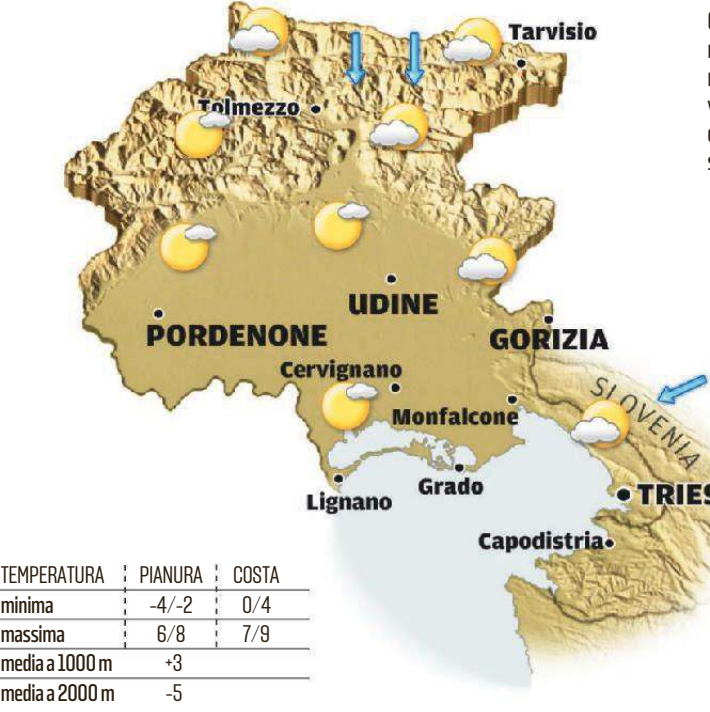 Tarvisio
Tolmezzo
UDINE
PORDENONE
GORIZIA
Cervignano
SLOVENIA
Monfalcone
Grado
TRIES
Lignano
Capodistria
TEMPERATURA PIANURA COSTA
minima -4/-2 0/4
massima 6/8 7/9
media a 1000 m +3
media a 2000 m -5